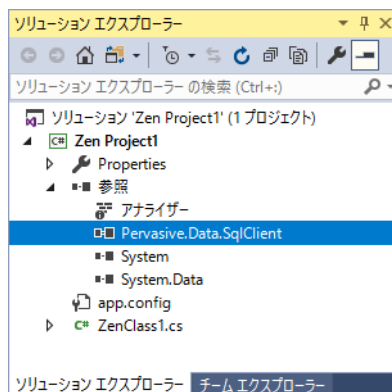 ソリューション エクスプローラー
ソリューション エクスプローラー の検索 (Ctrl+:)
ソリューション 'Zen Project1' (1 プロジェクト)
C# Zen Project1
Properties
参照
アナライザー
Pervasive.Data.SqlClient
System
System.Data
app.config
C# ZenClass1.cs
ソリューション エクスプローラー チーム エクスプローラー